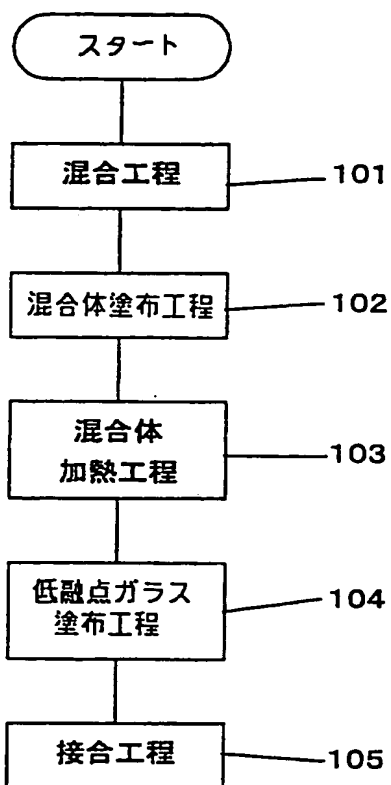 スタート
混合工程
101
混合体塗布工程
102
混合体
加熱工程
103
低融点ガラス
塗布工程
104
接合工程
105